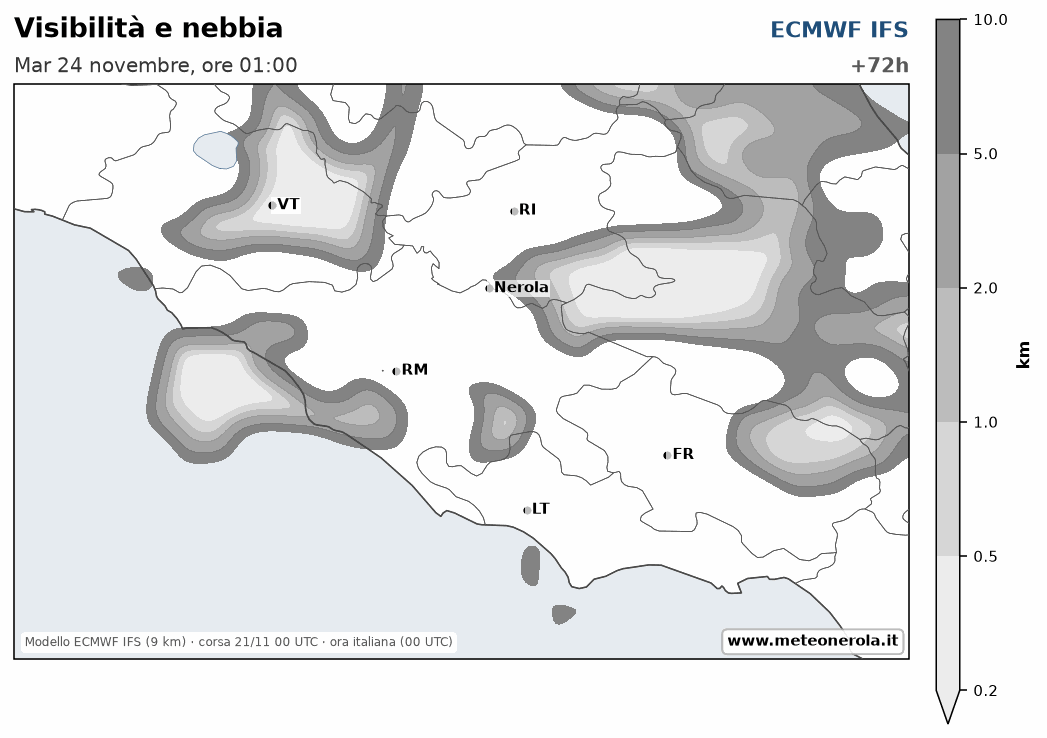 Visibilità e nebbia
ECMWF IFS
Mar 24 novembre, ore 01:00
+72h
10.0
5.0
VT
RI
2.0
Nerola
km
RM
1.0
FR
LT
0.5
Modello ECMWF IFS (9 km) · corsa 21/11 00 UTC · ora italiana (00 UTC)
www.meteonerola.it
0.2